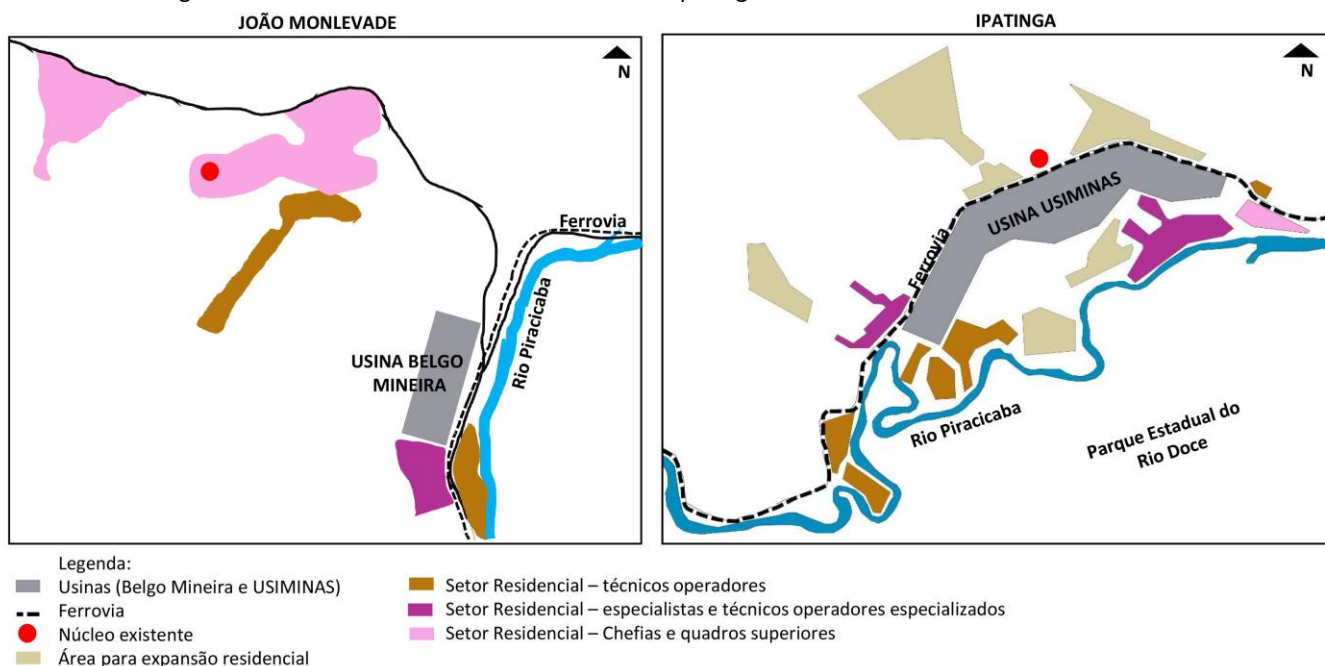 JOÃO MONLEVADE
IPATINGA
N
Ferrovia
Rio Piracicaba
USINA BELGO
MINEIRA
N
USINA USIMINAS
Ferrovia
Rio Piracicaba
Parque Estadual do
Rio Doce
Legenda:
Usinas (Belgo Mineira e USIMINAS)
Ferrovia
Núcleo existente
Área para expansão residencial
Setor Residencial – técnicos operadores
Setor Residencial – especialistas e técnicos operadores especializados
Setor Residencial – Chefias e quadros superiores